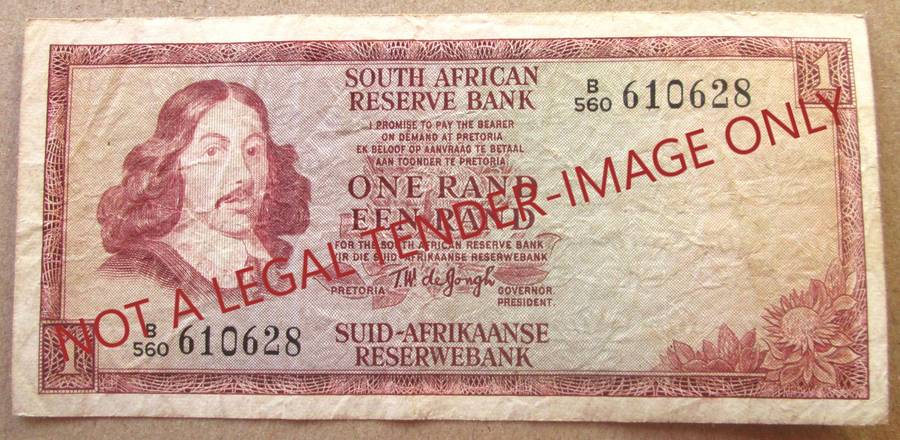 SOUTH AFRICAN
RESERVE BANK
B
560 610628
1
I PROMISE TO PAY THE BEARER
ON DEMAND AT PRETORIA
EK BELOOF OP AANVRAAG TE BETAAL
AAN TOONDER TE PRETORIA
ONE RAND
EEN RAND
FOR THE SOUTH AFRICAN RESERVE BANK
VIR DIE SUID-AFRIKAANSE RESERWEBANK
T.W. de Jongh
PRETORIA GOVERNOR
PRESIDENT.
B
560 610628
1
SUID-AFRIKAANSE
RESERWEBANK
NOT A LEGAL TENDER-IMAGE ONLY